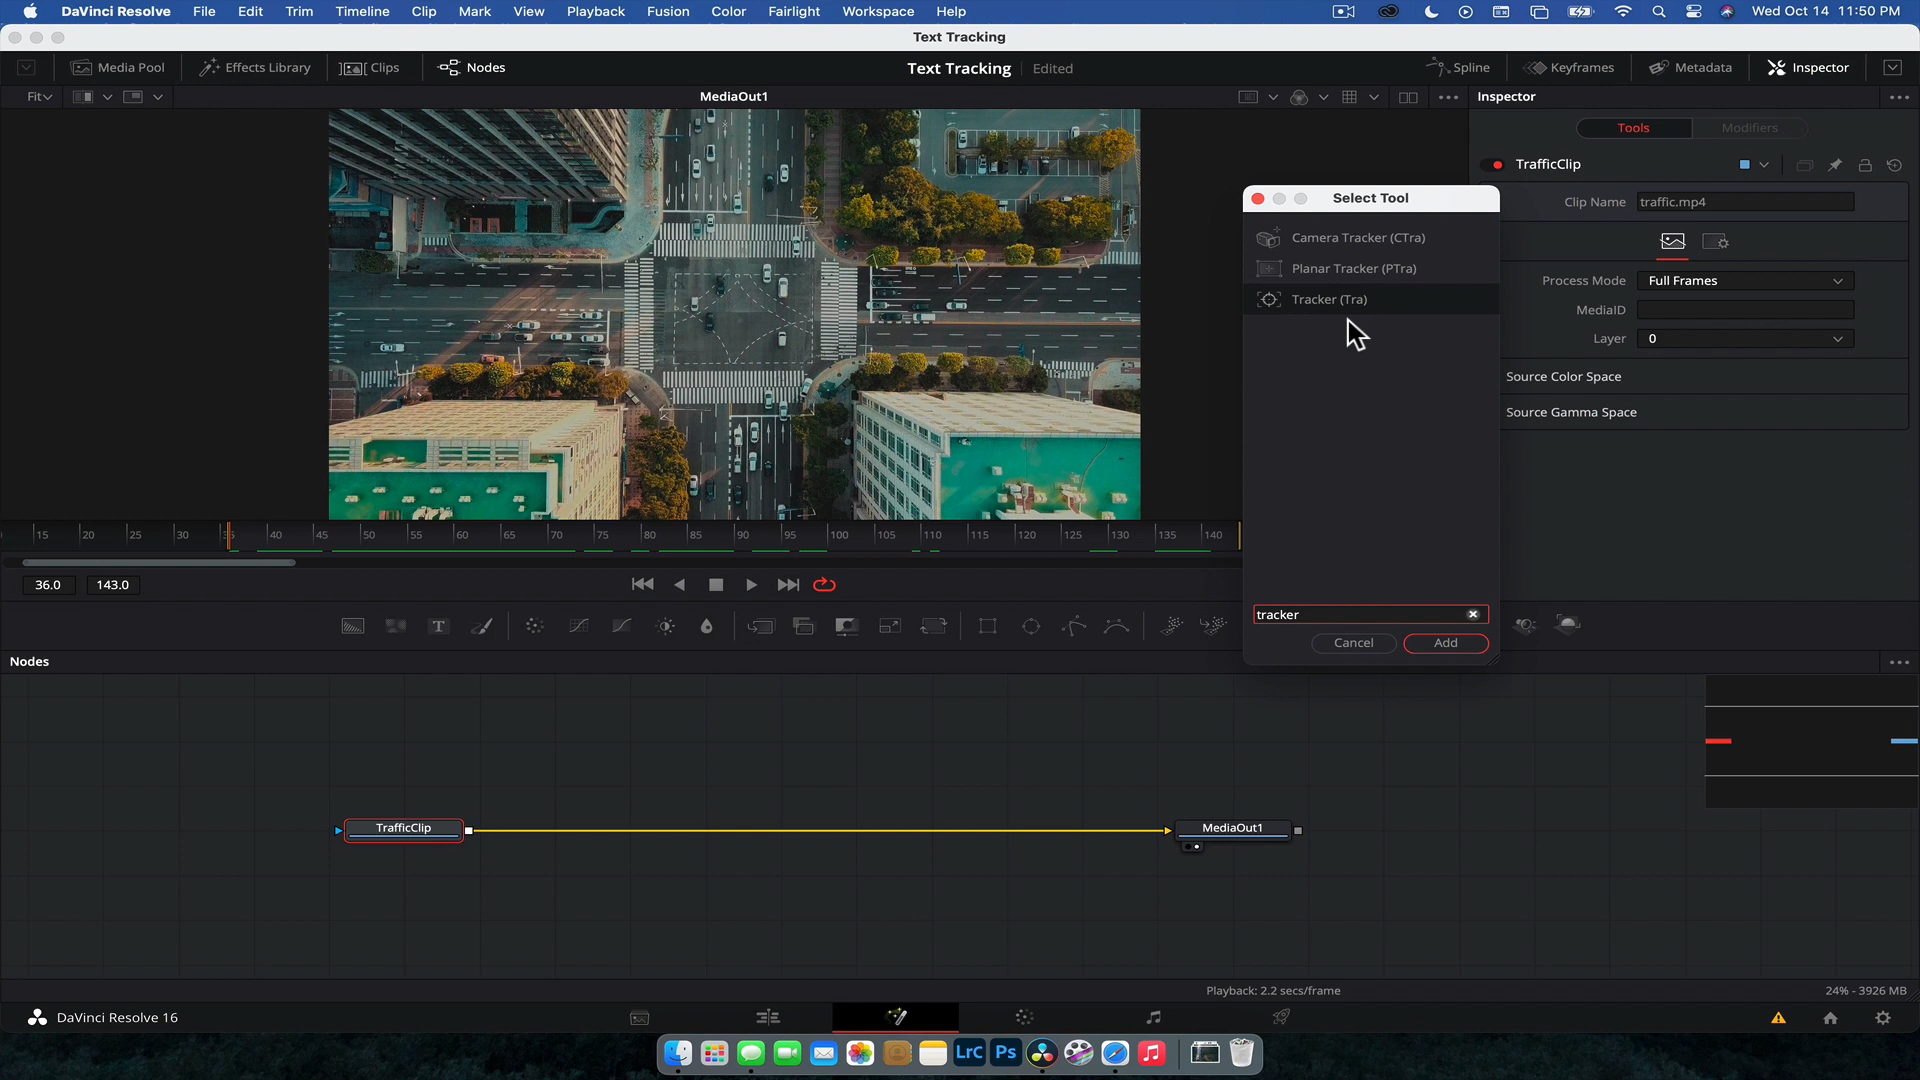 DaVinci Resolve File Edit Trim Timeline Clip Mark View Playback Fusion Color Fairlight Workspace Help Wed Oct 14 11:50 PM
Text Tracking
Media Pool Effects Library Clips Nodes Text Tracking Edited Spline Keyframes Metadata Inspector
Fit MediaOut1 Inspector
Tools Modifiers
TrafficClip
Clip Name traffic.mp4
Process Mode Full Frames
MediaID
Layer 0
Source Color Space
Source Gamma Space
Select Tool
Camera Tracker (CTra)
Planar Tracker (PTra)
Tracker (Tra)
tracker
Cancel Add
15 20 25 30 40 45 50 55 60 65 70 75 80 85 90 95 100 105 110 115 120 125 130 135 140
36.0 143.0
T
Nodes
TrafficClip MediaOut1
Playback: 2.2 secs/frame 24% - 3926 MB
DaVinci Resolve 16
LrC Ps